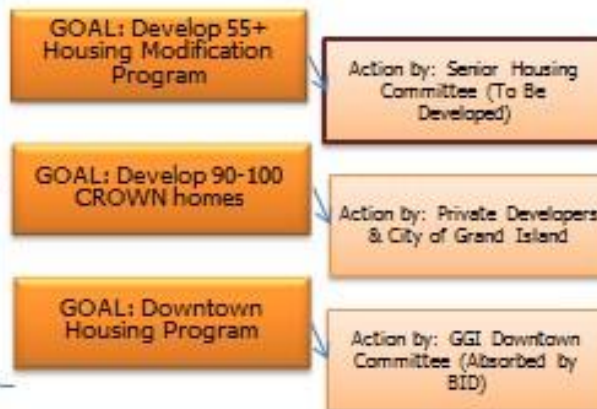 GOAL: Develop 55+
Housing Modification
Program
Action by: Senior Housing
Committee (To Be
Developed)
GOAL: Develop 90-100
CROWN homes
Action by: Private Developers
& City of Grand Island
GOAL: Downtown
Housing Program
Action by: GGI Downtown
Committee (Absorbed by
BID)